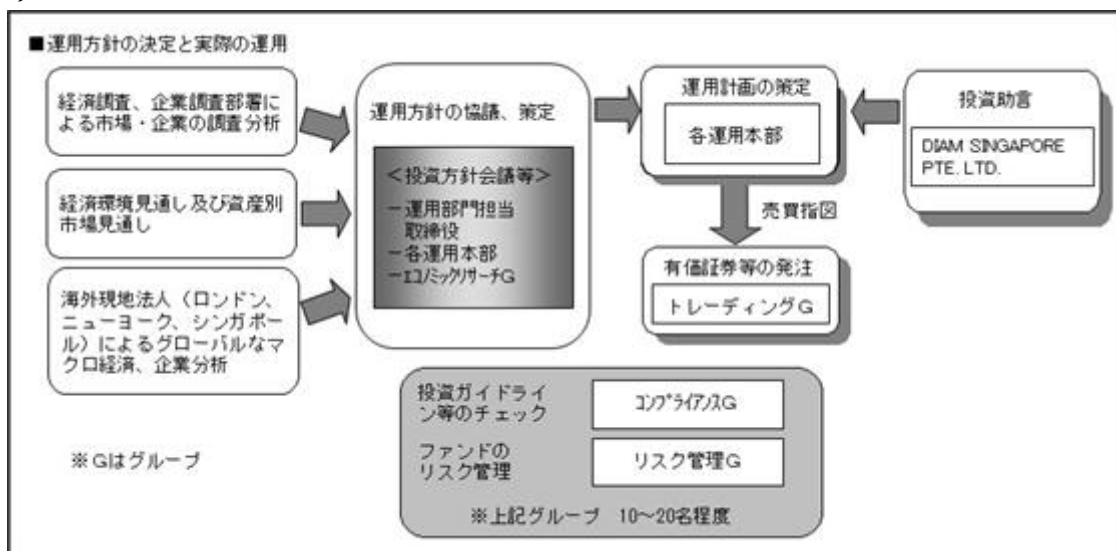 ■運用方針の決定と実際の運用
経済調査、企業調査部署に
よる市場・企業の調査分析
経済環境見通し及び資産別
市場見通し
海外現地法人（ロンドン、
ニューヨーク、シンガポー
ル）によるグローバルなマ
クロ経済、企業分析
※Gはグループ
運用方針の協議、策定
＜投資方針会議等＞
－運用部門担当
取締役
－各運用本部
－ｴｺﾉﾐｯｸﾘｻｰﾁG
運用計画の策定
各運用本部
売買指図
有価証券等の発注
トレーディングG
投資助言
DIAM SINGAPORE
PTE. LTD.
投資ガイドライ
ン等のチェック
ｺﾝﾌﾟﾗｲｱﾝｽG
ファンドの
リスク管理
リスク管理G
※上記グループ　10～20名程度